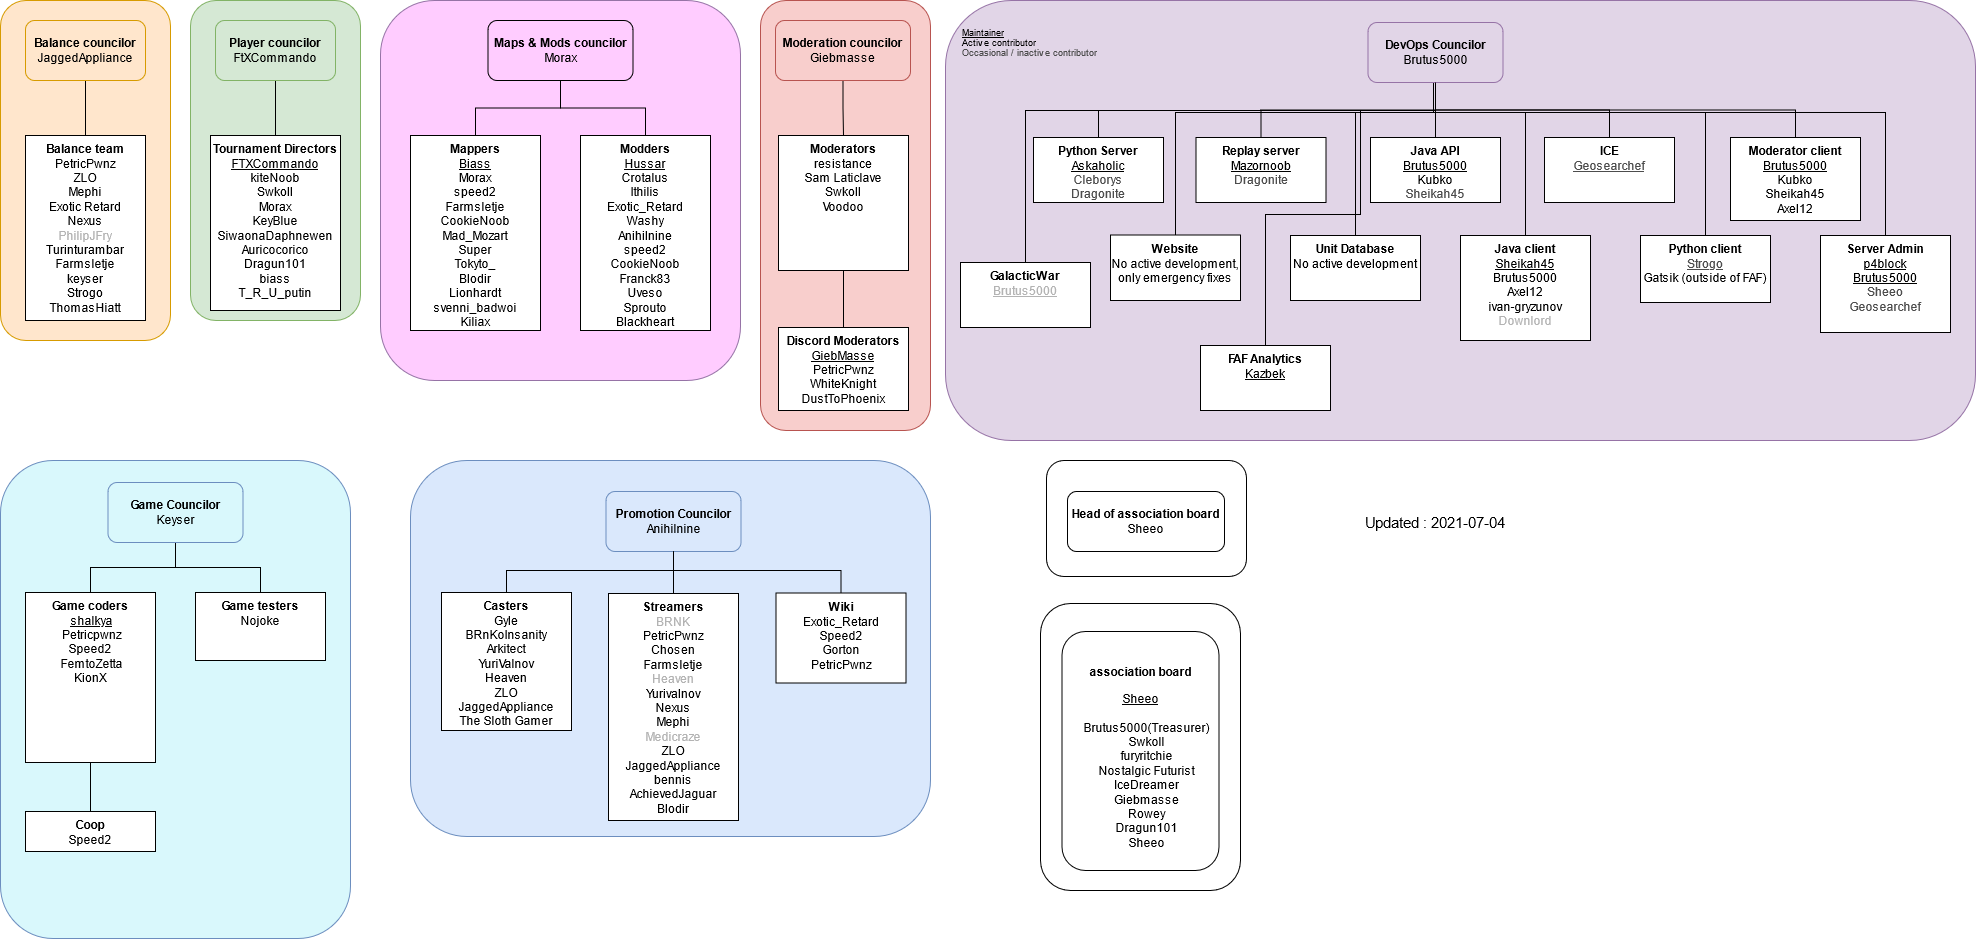 Balance councilor
JaggedAppliance
Balance team
PetricPwnz
ZLO
Mephi
Exotic Retard
Nexus
PhilipJFry
Turinturambar
Farmsletje
keyser
Strogo
ThomasHiatt
Player councilor
FtXCommando
Tournament Directors
FTXCommando
kiteNoob
Swkoll
Morax
KeyBlue
SiwaonaDaphnewen
Auricocorico
Dragun101
biass
T_R_U_putin
Maps & Mods councilor
Morax
Mappers
Biass
Morax
speed2
Farmsletje
CookieNoob
Mad_Mozart
Super
Tokyto_
Blodir
Lionhardt
svenni_badwoi
Kiliax
Modders
Hussar
Crotalus
Ithilis
Exotic_Retard
Washy
Anihilnine
speed2
CookieNoob
Franck83
Uveso
Sprouto
Blackheart
Moderation councilor
Giebmasse
Moderators
resistance
Sam Laticlave
Swkoll
Voodoo
Discord Moderators
GiebMasse
PetricPwnz
WhiteKnight
DustToPhoenix
Maintainer
Active contributor
Occasional / inactive contributor
DevOps Councilor
Brutus5000
Python Server
Askaholic
Cleborys
Dragonite
Replay server
Mazornoob
Dragonite
Java API
Brutus5000
Kubko
Sheikah45
ICE
Geosearchef
Moderator client
Brutus5000
Kubko
Sheikah45
Axel12
GalacticWar
Brutus5000
Website
No active development,
only emergency fixes
Unit Database
No active development
Java client
Sheikah45
Brutus5000
Axel12
ivan-gryzunov
Downlord
Python client
Strogo
Gatsik (outside of FAF)
Server Admin
p4block
Brutus5000
Sheeo
Geosearchef
FAF Analytics
Kazbek
Game Councilor
Keyser
Game coders
shalkya
Petricpwnz
Speed2
FemtoZetta
KionX
Game testers
Nojoke
Coop
Speed2
Promotion Councilor
Anihilnine
Casters
Gyle
BRnKoInsanity
Arkitect
YuriValnov
Heaven
ZLO
JaggedAppliance
The Sloth Gamer
Streamers
BRNK
PetricPwnz
Chosen
Farmsletje
Heaven
Yurivalnov
Nexus
Mephi
Medicraze
ZLO
JaggedAppliance
bennis
AchievedJaguar
Blodir
Wiki
Exotic_Retard
Speed2
Gorton
PetricPwnz
Head of association board
Sheeo
Updated : 2021-07-04
association board
Sheeo
Brutus5000(Treasurer)
Swkoll
furyritchie
Nostalgic Futurist
IceDreamer
Giebmasse
Rowey
Dragun101
Sheeo